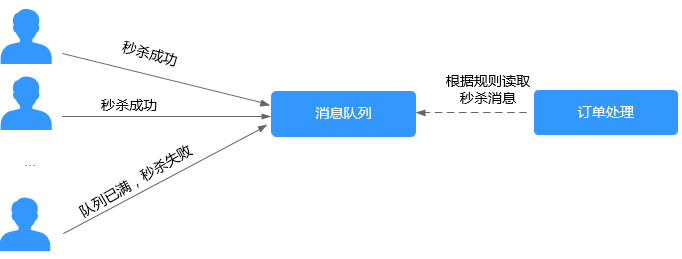 秒杀成功
秒杀成功
...
队列已满，秒杀失败
消息队列
根据规则读取
秒杀消息
订单处理